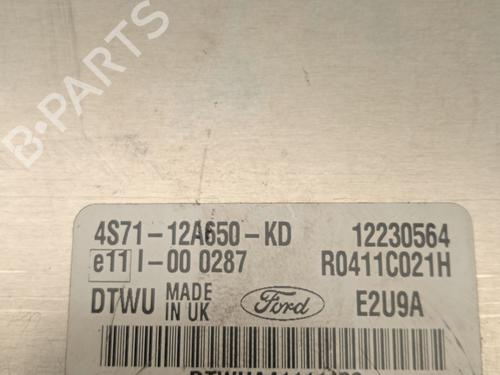 B-PARTS
4S71-12A650-KD 12230564
e11 I-00 0287 R0411C021H
DTWU MADE IN UK Ford E2U9A